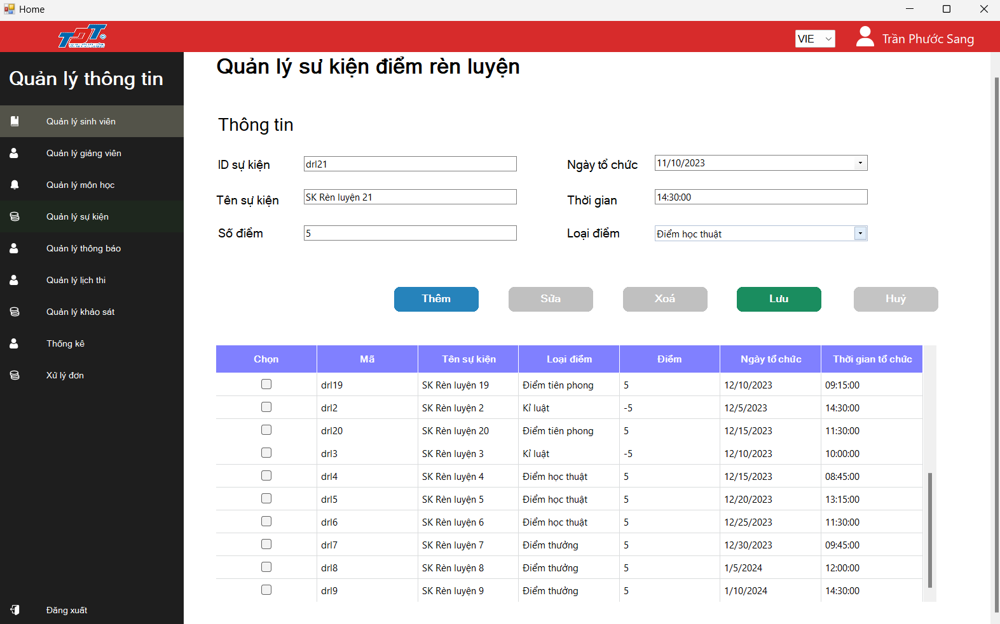 Home
TDT
VIE
Trần Phước Sang
Quản lý thông tin
Quản lý sinh viên
Quản lý giảng viên
Quản lý môn học
Quản lý sự kiện
Quản lý thông báo
Quản lý lịch thi
Quản lý khảo sát
Thống kê
Xử lý đơn
Đăng xuất
Quản lý sư kiện điểm rèn luyện
Thông tin
ID sự kiện drl21 Ngày tổ chức 11/10/2023
Tên sự kiện SK Rèn luyện 21 Thời gian 14:30:00
Số điểm 5 Loại điểm Điểm học thuật
Thêm Sửa Xoá Lưu Huỷ
Chọn Mã Tên sự kiện Loại điểm Điểm Ngày tổ chức Thời gian tổ chức
drl19 SK Rèn luyện 19 Điểm tiên phong 5 12/10/2023 09:15:00
drl2 SK Rèn luyện 2 Kỉ luật -5 12/5/2023 14:30:00
drl20 SK Rèn luyện 20 Điểm tiên phong 5 12/15/2023 11:30:00
drl3 SK Rèn luyện 3 Kỉ luật -5 12/10/2023 10:00:00
drl4 SK Rèn luyện 4 Điểm học thuật 5 12/15/2023 08:45:00
drl5 SK Rèn luyện 5 Điểm học thuật 5 12/20/2023 13:15:00
drl6 SK Rèn luyện 6 Điểm học thuật 5 12/25/2023 11:30:00
drl7 SK Rèn luyện 7 Điểm thưởng 5 12/30/2023 09:45:00
drl8 SK Rèn luyện 8 Điểm thưởng 5 1/5/2024 12:00:00
drl9 SK Rèn luyện 9 Điểm thưởng 5 1/10/2024 14:30:00